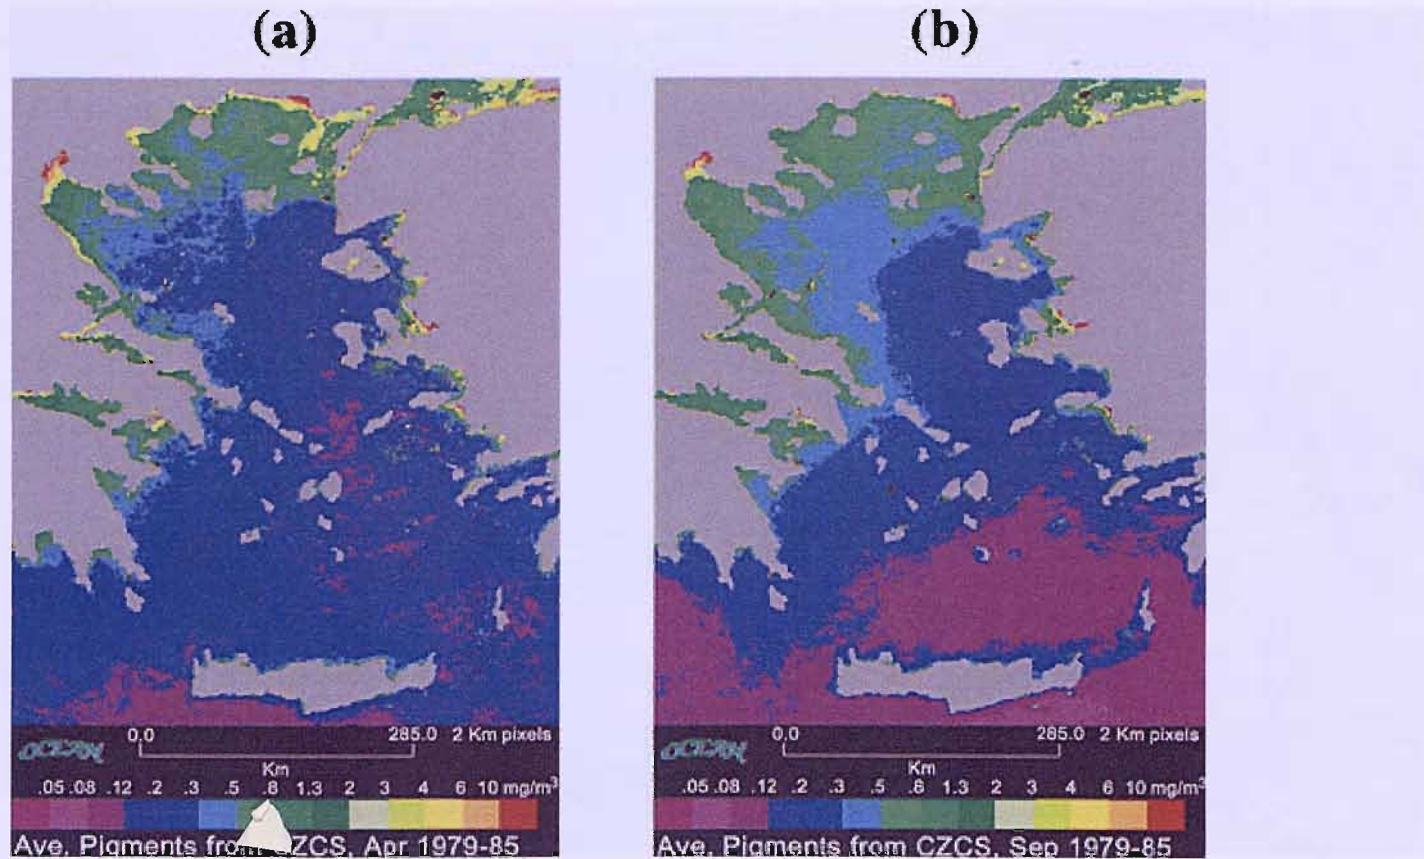 (a)
(b)
0.0 285.0 2 Km pixels
OCEAN
Km
.05 .08 .12 .2 .3 .5 .8 1.3 2 3 4 6 10 mg/m³
Ave. Pigments CZCS, Apr 1979-85
0.0 285.0 2 Km pixels
OCEAN
Km
.05 .08 .12 .2 .3 .5 .8 1.3 2 3 4 6 10 mg/m³
Ave. Pigments from CZCS, Sep 1979-85